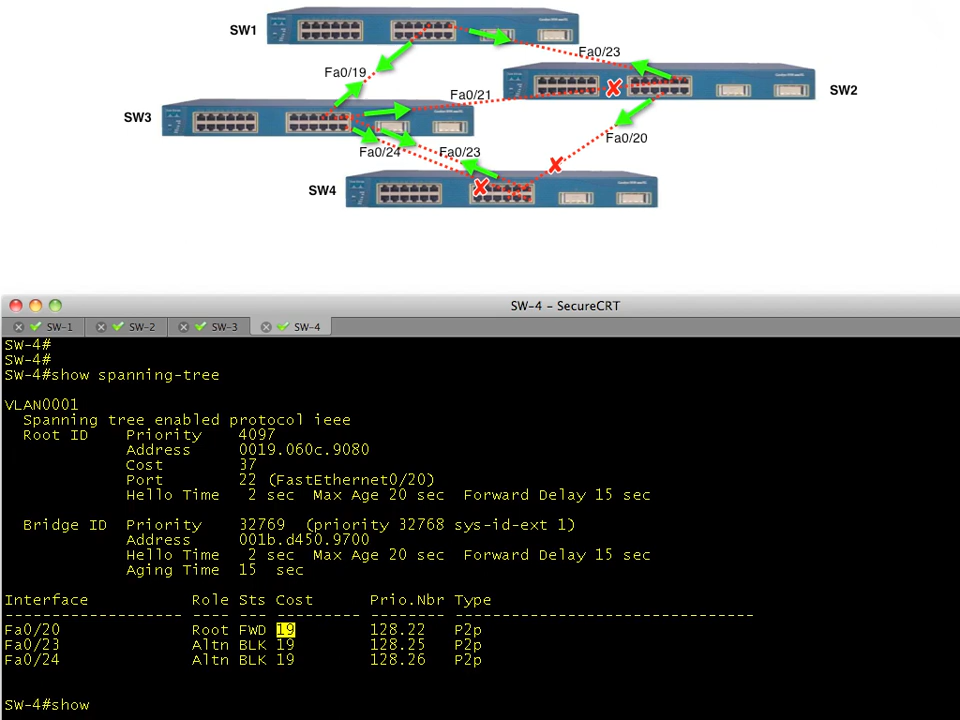 SW1
Fa0/23
Fa0/19
SW2
Fa0/21
SW3
Fa0/20
Fa0/24
Fa0/23
SW4
SW-4 - SecureCRT
SW-1 SW-2 SW-3 SW-4
SW-4#
SW-4#
SW-4#show spanning-tree
VLAN0001
Spanning tree enabled protocol ieee
Root ID Priority 4097
Address 0019.060c.9080
Cost 37
Port 22 (FastEthernet0/20)
Hello Time 2 sec Max Age 20 sec Forward Delay 15 sec
Bridge ID Priority 32769 (priority 32768 sys-id-ext 1)
Address 001b.d450.9700
Hello Time 2 sec Max Age 20 sec Forward Delay 15 sec
Aging Time 15 sec
Interface Role Sts Cost Prio.Nbr Type
------------------- ---- --- --------- -------- --------------------------------
Fa0/20 Root FWD 19 128.22 P2p
Fa0/23 Altn BLK 19 128.25 P2p
Fa0/24 Altn BLK 19 128.26 P2p
SW-4#show